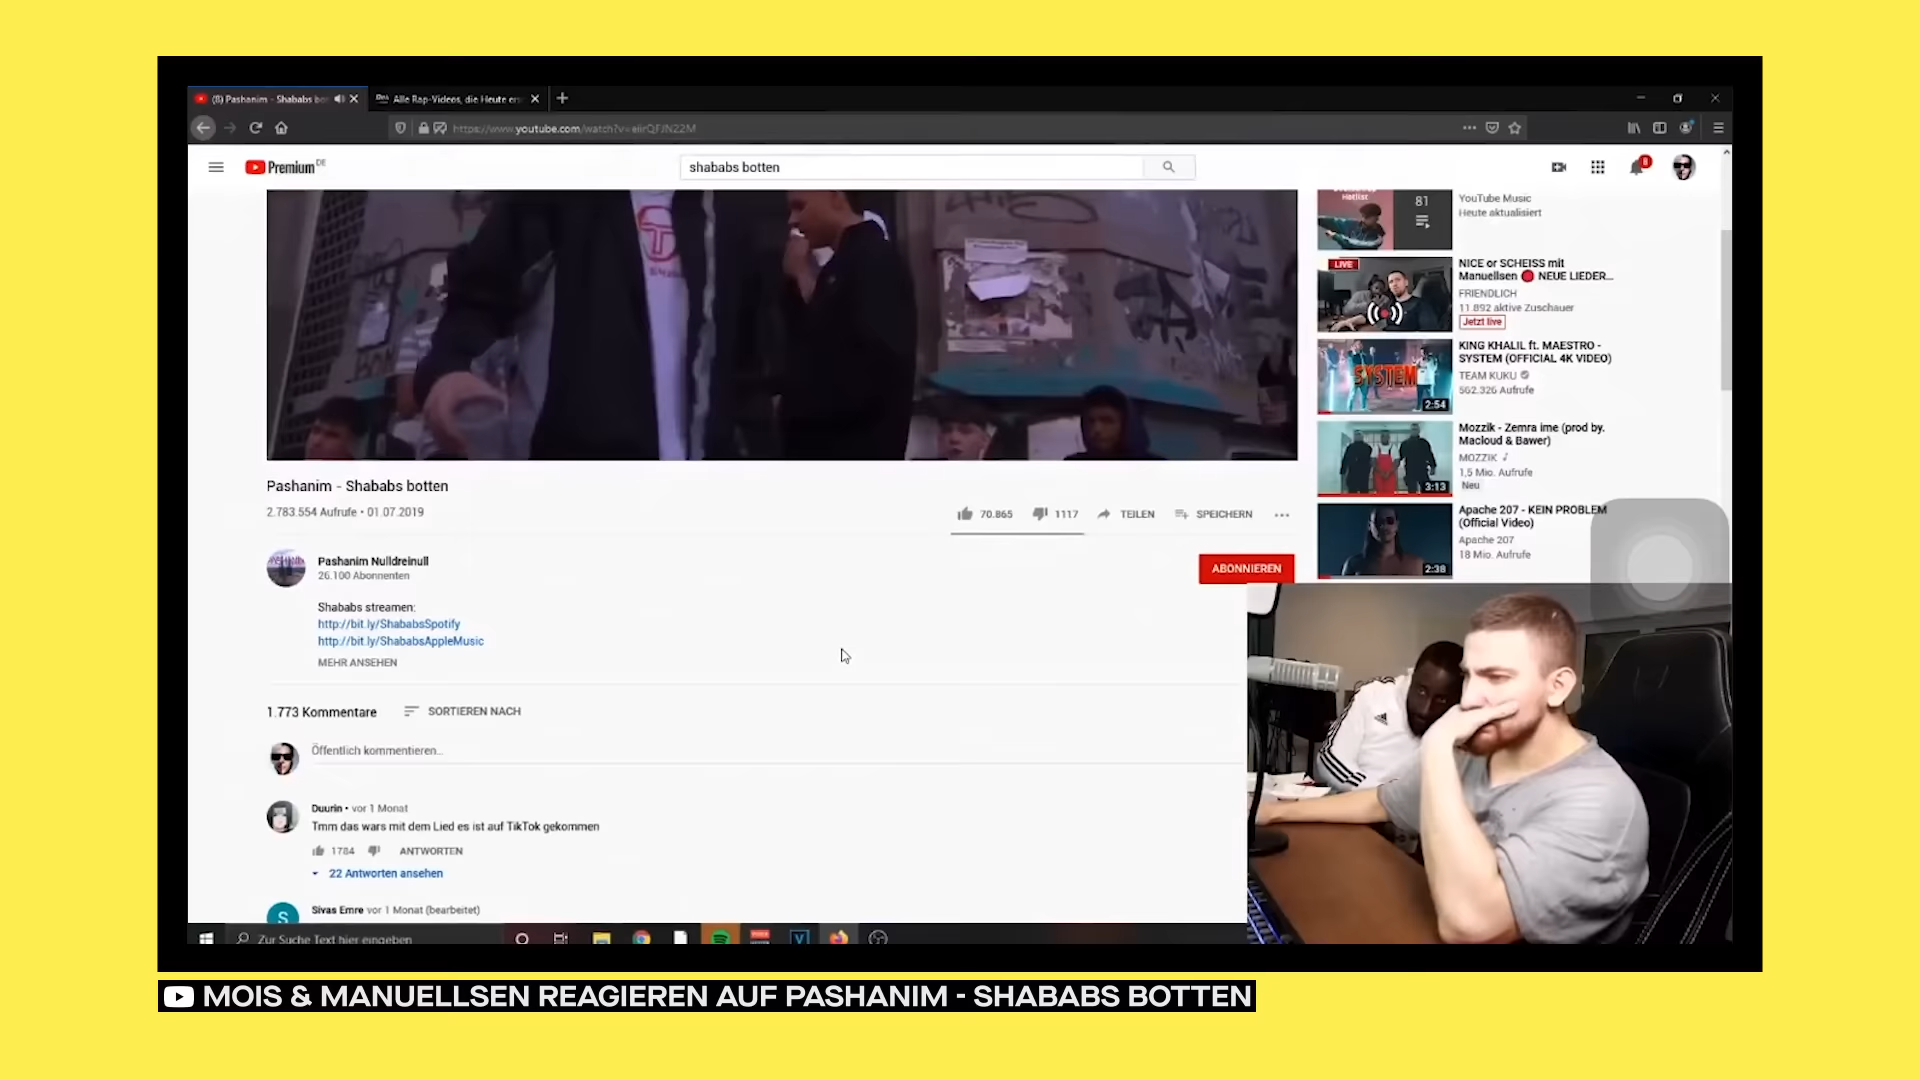 (8) Pashanim - Shababs bo
Alle Rap-Videos, die Heute er
https://www.youtube.com/watch?v=eiirQFJN22M
Premium DE
shababs botten
8
Hotlist
81
YouTube Music
Heute aktualisiert
LIVE
NICE or SCHEISS mit
Manuellsen 🔴 NEUE LIEDER...
FRIENDLICH
11.892 aktive Zuschauer
Jetzt live
SYSTEM
2:54
KING KHALIL ft. MAESTRO -
SYSTEM (OFFICIAL 4K VIDEO)
TEAM KUKU
562.326 Aufrufe
3:13
Mozzik - Zemra ime (prod by.
Macloud & Bawer)
MOZZIK
1,5 Mio. Aufrufe
Neu
2:38
Apache 207 - KEIN PROBLEM
(Official Video)
Apache 207
18 Mio. Aufrufe
Pashanim - Shababs botten
2.783.554 Aufrufe • 01.07.2019
70.865 1117 TEILEN SPEICHERN
Pashanim Nulldreinull
26.100 Abonnenten
ABONNIEREN
Shababs streamen:
http://bit.ly/ShababsSpotify
http://bit.ly/ShababsAppleMusic
MEHR ANSEHEN
1.773 Kommentare SORTIEREN NACH
Öffentlich kommentieren...
Duurin • vor 1 Monat
Tmm das wars mit dem Lied es ist auf TikTok gekommen
1784 ANTWORTEN
22 Antworten ansehen
S
Sivas Emre vor 1 Monat (bearbeitet)
Zur Suche Text hier eingeben
MOIS & MANUELLSEN REAGIEREN AUF PASHANIM - SHABABS BOTTEN